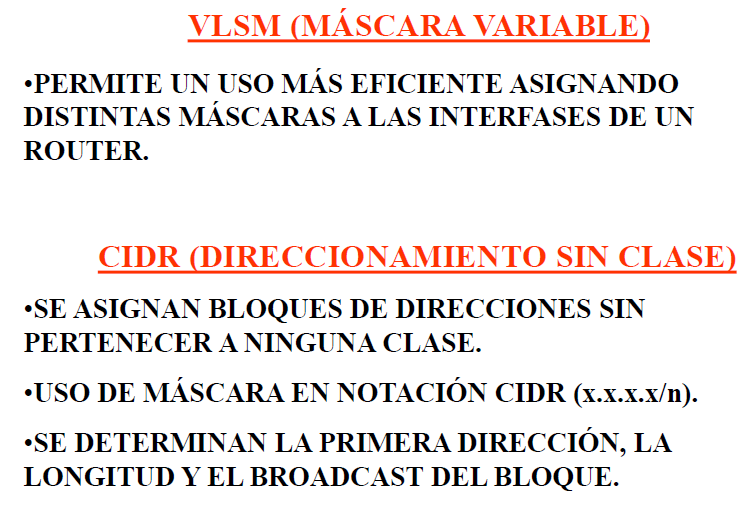 VLSM (MÁSCARA VARIABLE)
•PERMITE UN USO MÁS EFICIENTE ASIGNANDO
DISTINTAS MÁSCARAS A LAS INTERFASES DE UN
ROUTER.
CIDR (DIRECCIONAMIENTO SIN CLASE)
•SE ASIGNAN BLOQUES DE DIRECCIONES SIN
PERTENECER A NINGUNA CLASE.
•USO DE MÁSCARA EN NOTACIÓN CIDR (x.x.x.x/n).
•SE DETERMINAN LA PRIMERA DIRECCIÓN, LA
LONGITUD Y EL BROADCAST DEL BLOQUE.